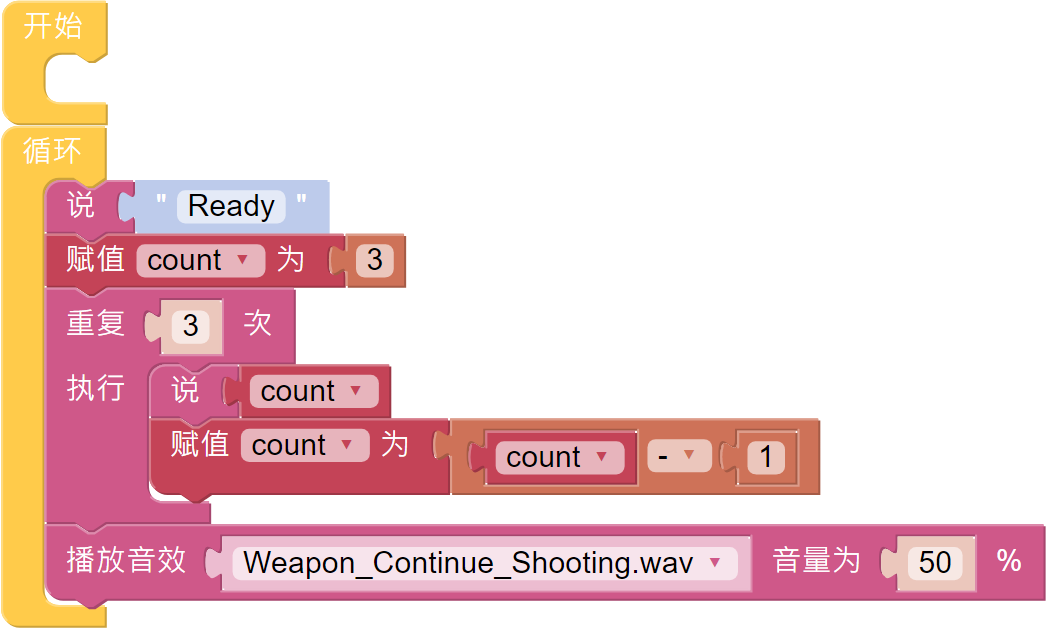 开始
循环
说 " Ready "
赋值 count 为 3
重复 3 次
执行 说 count
赋值 count 为 count - 1
播放音效 Weapon_Continue_Shooting.wav 音量为 50 %